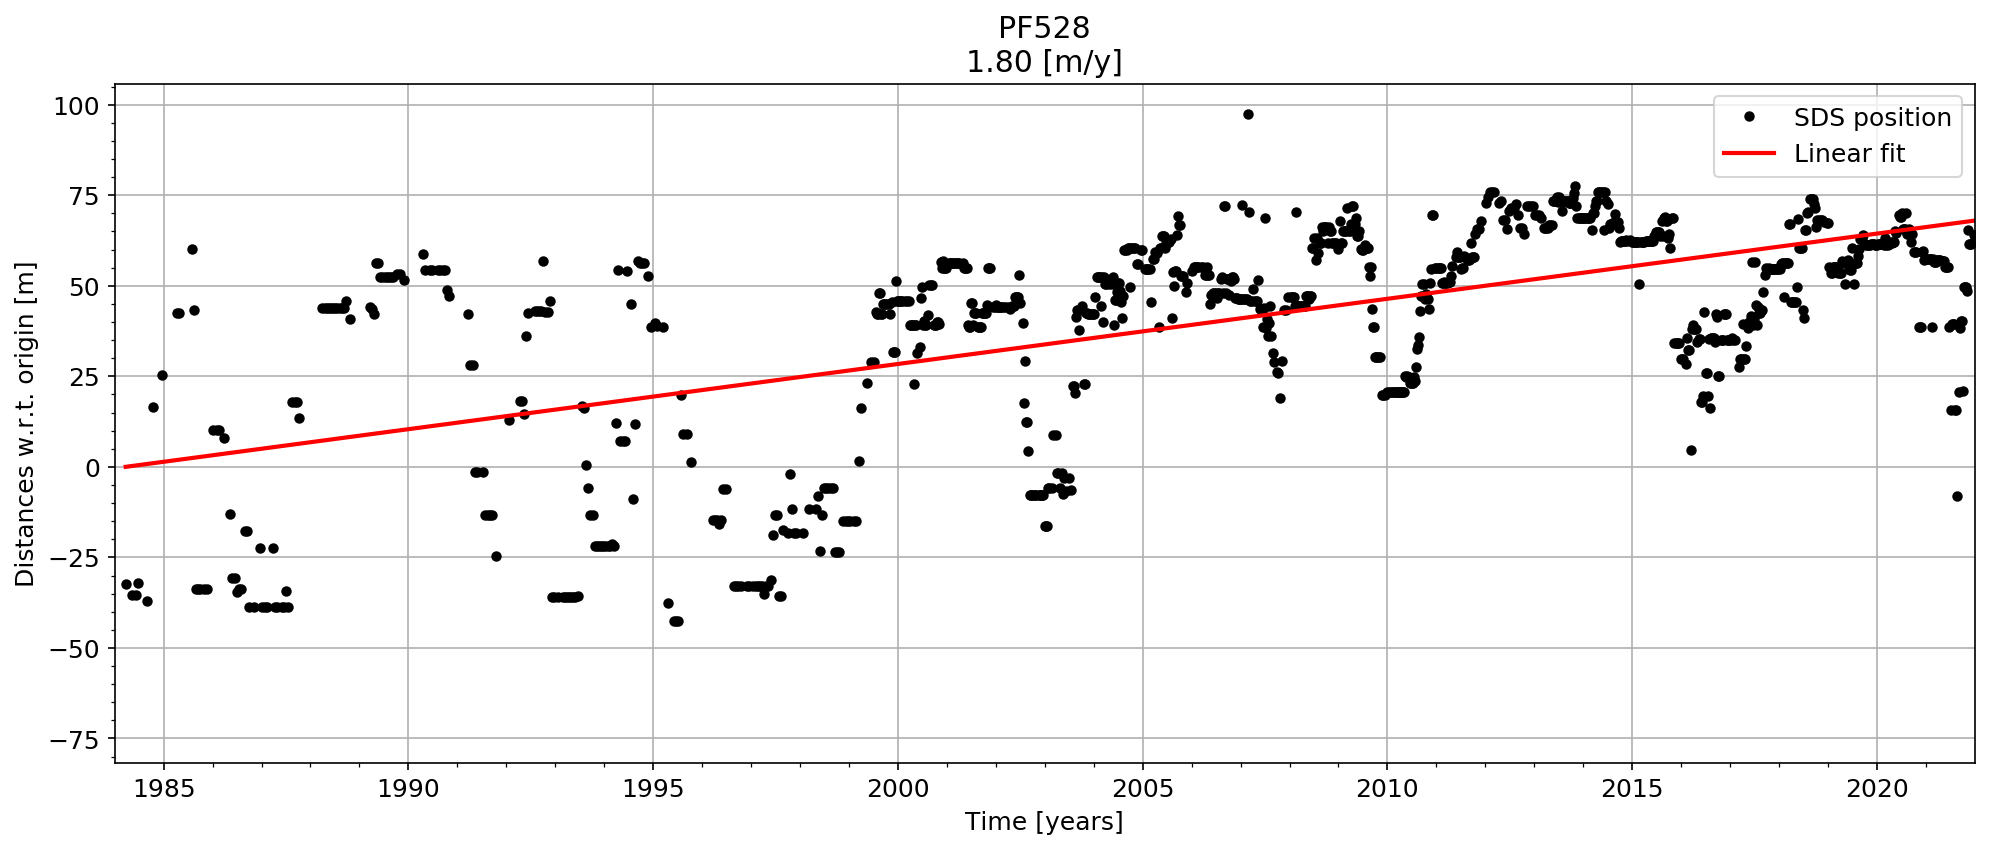 PF528
1.80 [m/y]
SDS position
Linear fit
Distances w.r.t. origin [m]
100
75
50
25
0
−25
−50
−75
1985 1990 1995 2000 2005 2010 2015 2020
Time [years]